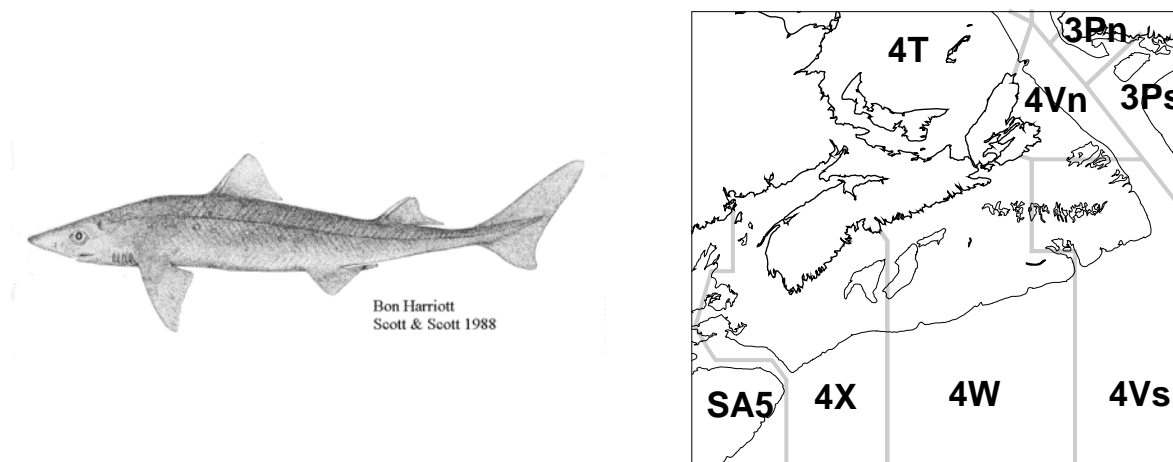 Bon Harriott
Scott & Scott 1988
3Pn
4T
4Vn
3Ps
SA5
4X
4W
4Vs